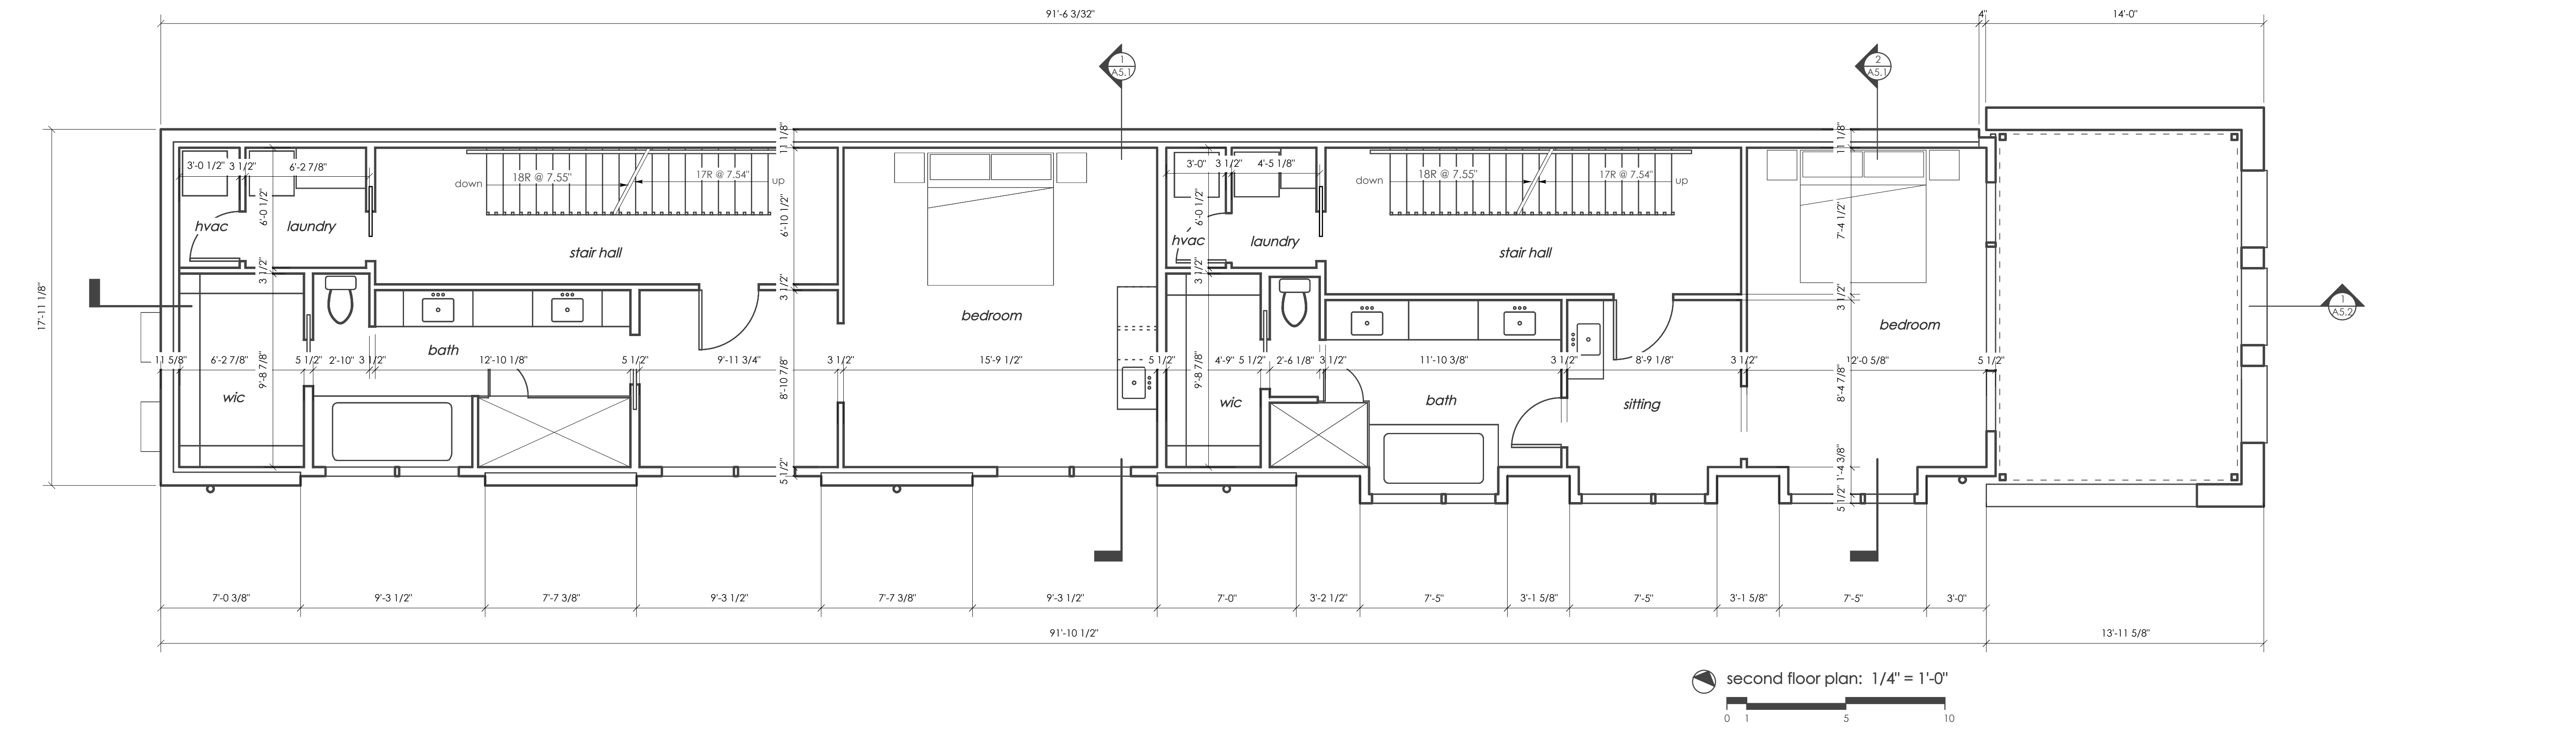 91'-6 3/32" 4" 14'-0"
1
A5.1
2
A5.1
11 1/8" 11 1/8"
3'-0 1/2" 3 1/2" 6'-2 7/8"
down 18R @ 7.55" 17R @ 7.54" up
3'-0" 3 1/2" 4'-5 1/8"
down 18R @ 7.55" 17R @ 7.54" up
6'-0 1/2" 6'-10 1/2" 6'-0 1/2" 7'-4 1/2"
hvac laundry stair hall
hvac laundry stair hall
3 1/2" 3 1/2" 3 1/2" 3 1/2"
17'-11 1/8"
bedroom
bedroom
1
A5.2
bath
11 5/8" 6'-2 7/8" 5 1/2" 2'-10" 3 1/2" 12'-10 1/8" 5 1/2" 9'-11 3/4" 3 1/2" 15'-9 1/2" 5 1/2" 4'-9" 5 1/2" 2'-6 1/8" 3 1/2" 11'-10 3/8" 3 1/2" 8'-9 1/8" 3 1/2" 12'-0 5/8" 5 1/2"
9'-8 7/8" 8'-10 7/8" 9'-8 7/8" 8'-4 7/8"
wic wic bath sitting
5 1/2" 1'-4 3/8"
5 1/2"
7'-0 3/8" 9'-3 1/2" 7'-7 3/8" 9'-3 1/2" 7'-7 3/8" 9'-3 1/2" 7'-0" 3'-2 1/2" 7'-5" 3'-1 5/8" 7'-5" 3'-1 5/8" 7'-5" 3'-0"
91'-10 1/2" 13'-11 5/8"
second floor plan: 1/4" = 1'-0"
0 1 5 10